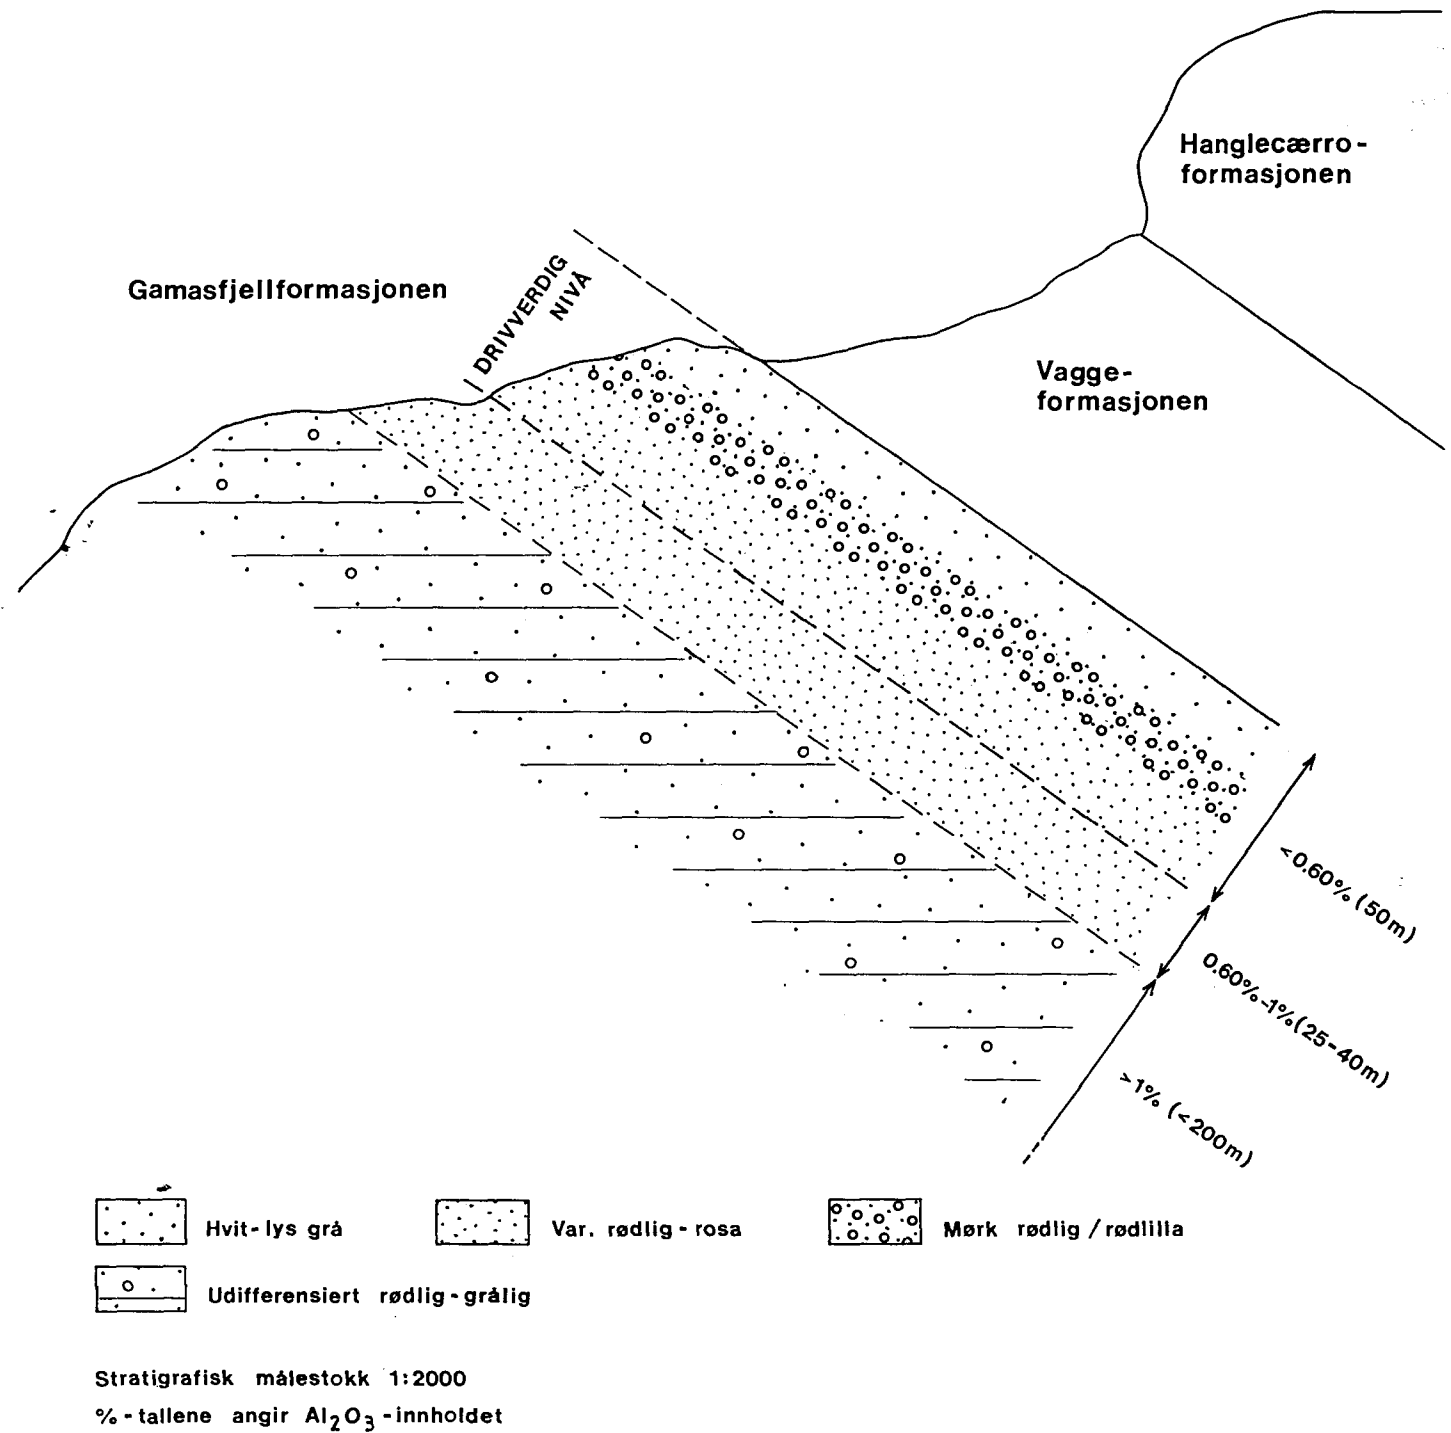 Hanglecærro-
formasjonen
Gamasfjellformasjonen
DRIVVERDIG
NIVÅ
Vagge-
formasjonen
<0.60% (50m)
0.60%-1%(25-40m)
>1% (<200m)
Hvit-lys grå
Var. rødlig-rosa
Mørk rødlig/rødlilla
Udifferensiert rødlig-grålig
Stratigrafisk målestokk 1:2000
%-tallene angir Al₂O₃-innholdet